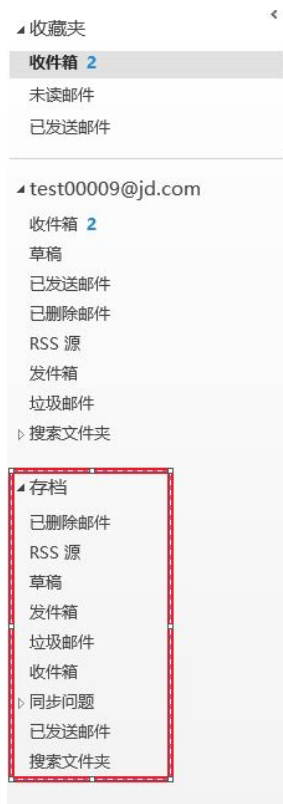 收藏夹
收件箱 2
未读邮件
已发送邮件
test00009@jd.com
收件箱 2
草稿
已发送邮件
已删除邮件
RSS 源
发件箱
垃圾邮件
搜索文件夹
存档
已删除邮件
RSS 源
草稿
发件箱
垃圾邮件
收件箱
同步问题
已发送邮件
搜索文件夹